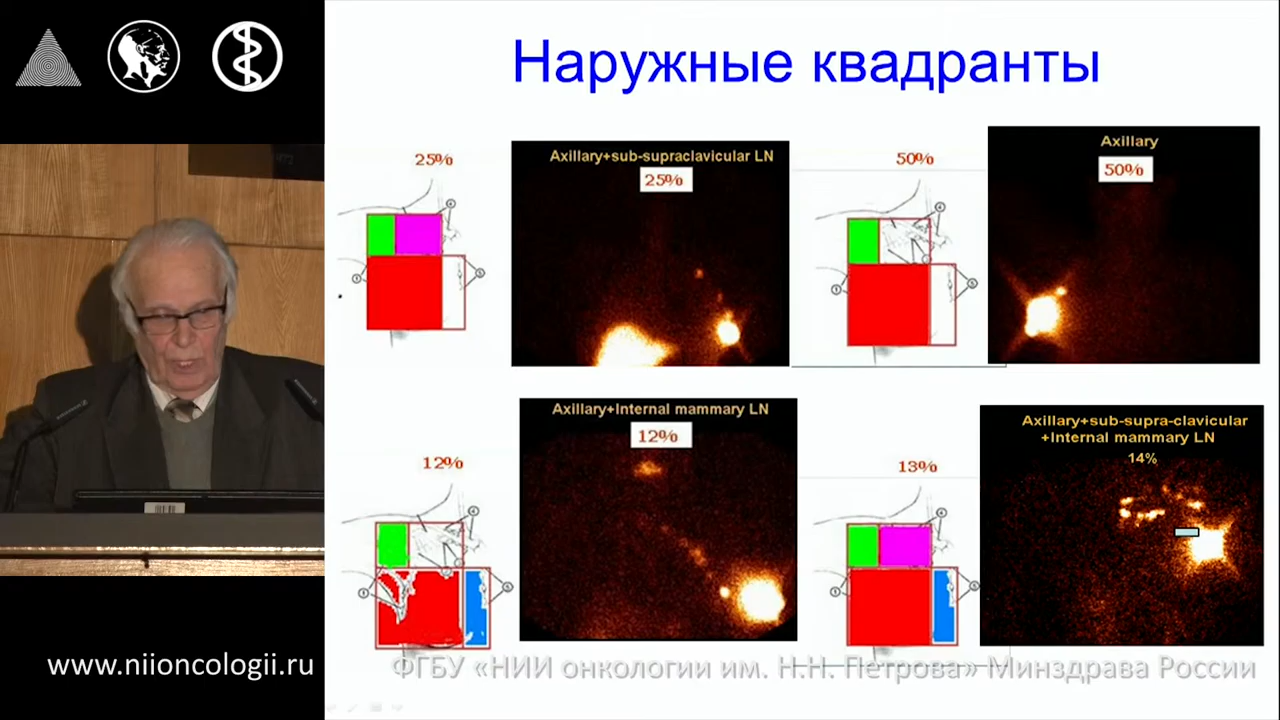 Наружные квадранты
25%
Axillary+sub-supraclavicular LN
25%
50%
Axillary
50%
12%
Axillary+Internal mammary LN
12%
13%
Axillary+sub-supra-clavicular
+Internal mammary LN
14%
www.niioncologii.ru
ФГБУ «НИИ онкологии им. Н.Н. Петрова» Минздрава России